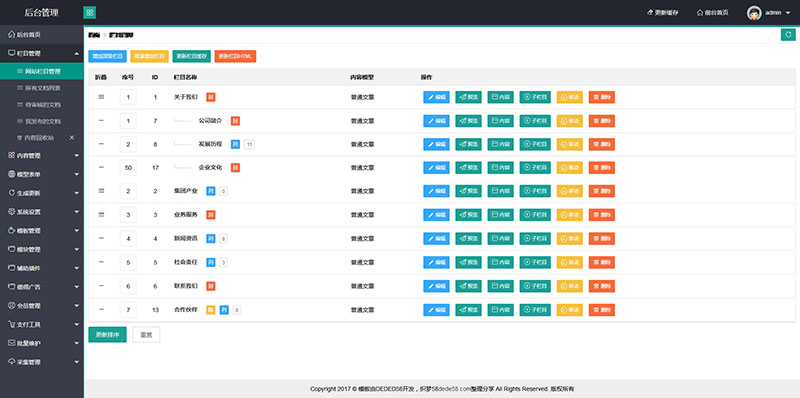 后台管理
更新缓存 前台首页 admin
后台首页
栏目管理
网站栏目管理
所有文档列表
待审核的文档
我发布的文档
内容回收站
内容管理
模型表单
生成更新
系统设置
模板管理
模块管理
辅助插件
德得广告
会员管理
支付工具
批量维护
采集管理
增加顶级栏目 批量增加栏目 更新栏目缓存 更新栏目HTML
折叠 序号 ID 栏目名称 内容模型 操作
1 1 关于我们 封 普通文章 编辑 预览 内容 子栏目 移动 删除
1 7 公司简介 封 普通文章 编辑 预览 内容 子栏目 移动 删除
2 8 发展历程 列 11 普通文章 编辑 预览 内容 子栏目 移动 删除
50 17 企业文化 封 普通文章 编辑 预览 内容 子栏目 移动 删除
2 2 集团产业 列 0 普通文章 编辑 预览 内容 子栏目 移动 删除
3 3 业务服务 封 普通文章 编辑 预览 内容 子栏目 移动 删除
4 4 新闻资讯 列 8 普通文章 编辑 预览 内容 子栏目 移动 删除
5 5 社会责任 列 3 普通文章 编辑 预览 内容 子栏目 移动 删除
6 6 联系我们 封 普通文章 编辑 预览 内容 子栏目 移动 删除
7 13 合作伙伴 列 8 普通文章 编辑 预览 内容 子栏目 移动 删除
更新排序 重置
Copyright 2017 © 模板由DEDED58开发，织梦58dede58.com整理分享 All Rights Reserved. 版权所有